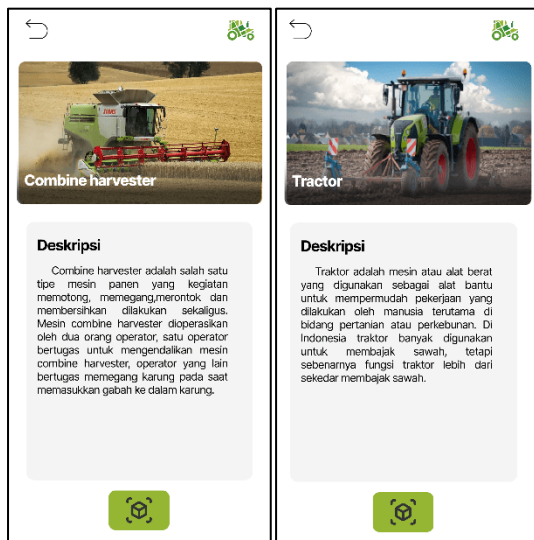 Combine harvester
Deskripsi
Combine harvester adalah salah satu
tipe mesin panen yang kegiatan
memotong, memegang,merontok dan
membersihkan dilakukan sekaligus.
Mesin combine harvester dioperasikan
oleh dua orang operator, satu operator
bertugas untuk mengendalikan mesin
combine harvester, operator yang lain
bertugas memegang karung pada saat
memasukkan gabah ke dalam karung.
Tractor
Deskripsi
Traktor adalah mesin atau alat berat
yang digunakan sebagai alat bantu
untuk mempermudah pekerjaan yang
dilakukan oleh manusia terutama di
bidang pertanian atau perkebunan. Di
Indonesia traktor banyak digunakan
untuk membajak sawah, tetapi
sebenarnya fungsi traktor lebih dari
sekedar membajak sawah.